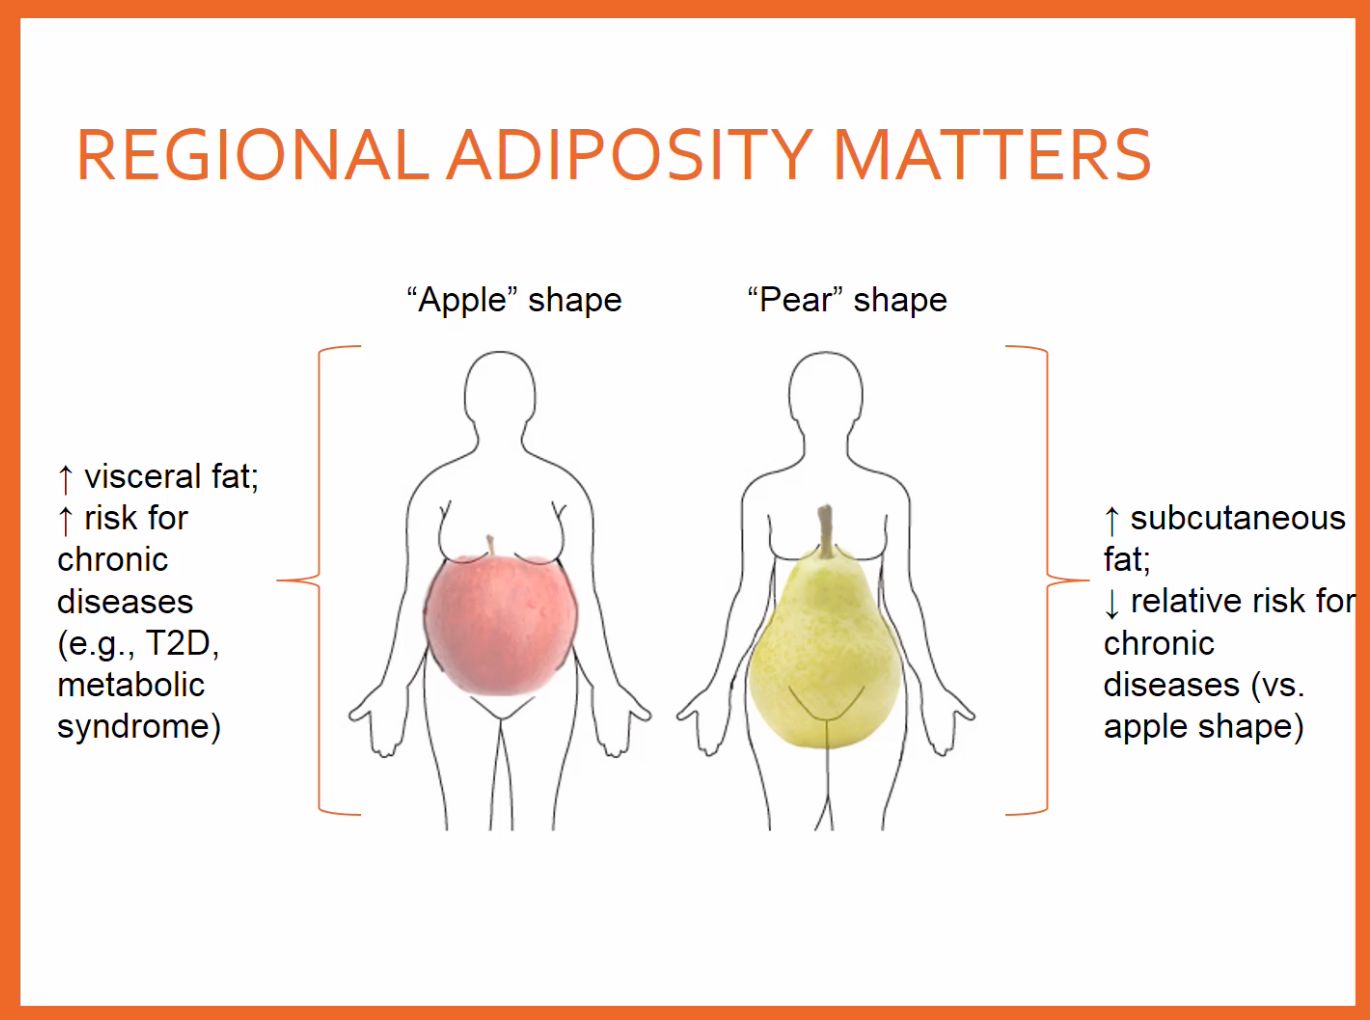 REGIONAL ADIPOSITY MATTERS
“Apple” shape
“Pear” shape
↑ visceral fat;
↑ risk for
chronic
diseases
(e.g., T2D,
metabolic
syndrome)
↑ subcutaneous
fat;
↓ relative risk for
chronic
diseases (vs.
apple shape)